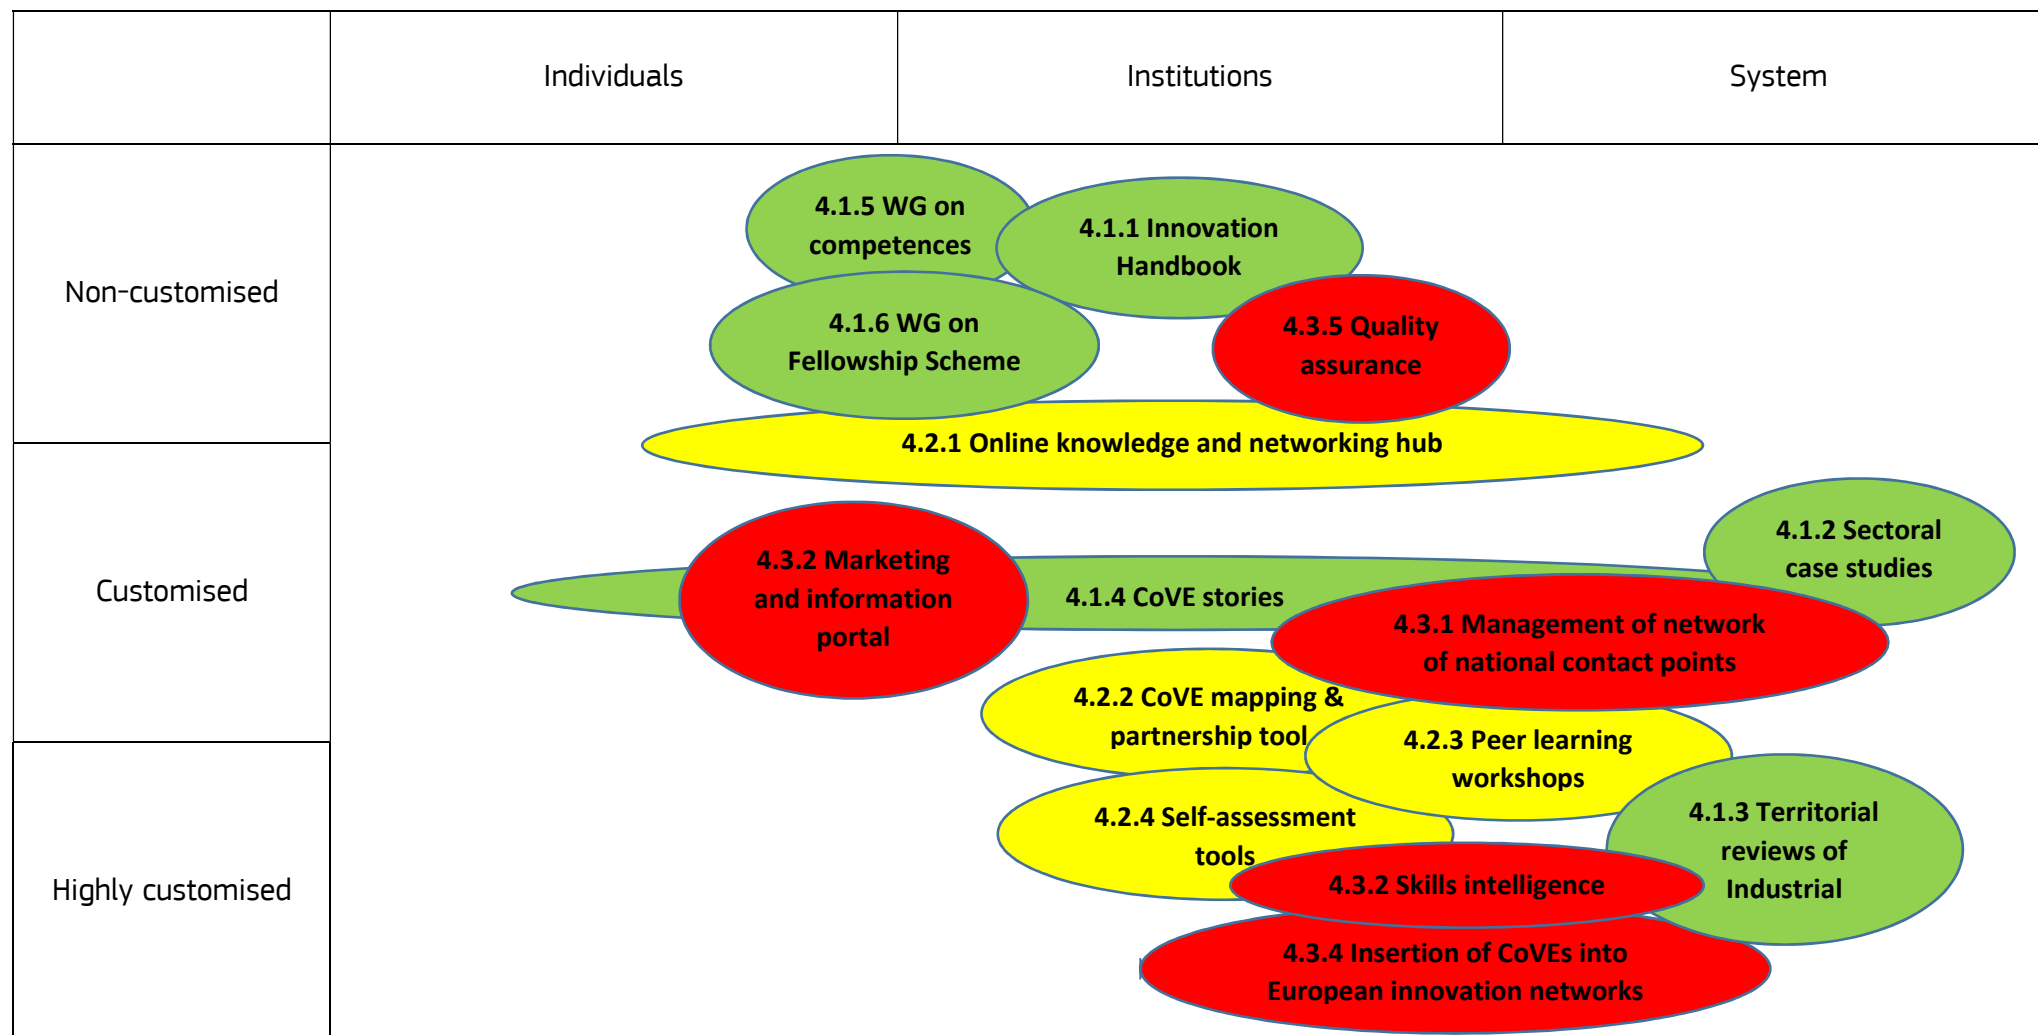 Individuals
Institutions
System
Non-customised
4.1.5 WG on
competences
4.1.1 Innovation
Handbook
4.1.6 WG on
Fellowship Scheme
4.3.5 Quality
assurance
4.2.1 Online knowledge and networking hub
Customised
4.3.2 Marketing
and information
portal
4.1.4 CoVE stories
4.1.2 Sectoral
case studies
4.3.1 Management of network
of national contact points
4.2.2 CoVE mapping &
partnership tool
4.2.3 Peer learning
workshops
Highly customised
4.2.4 Self-assessment
tools
4.1.3 Territorial
reviews of
Industrial
4.3.2 Skills intelligence
4.3.4 Insertion of CoVEs into
European innovation networks